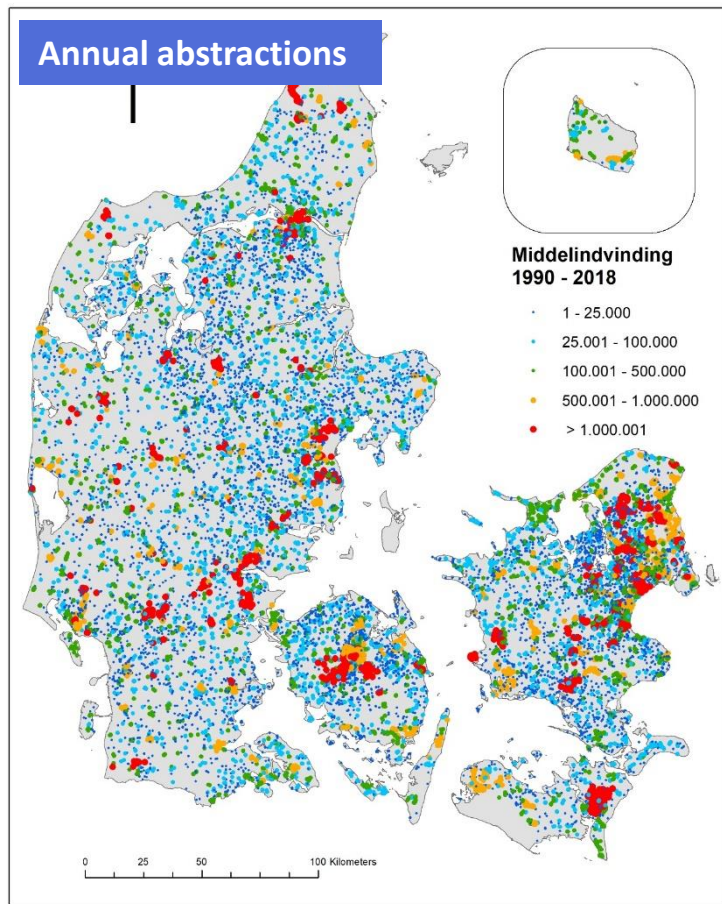 Annual abstractions
Middelindvinding
1990 - 2018
1 - 25.000
25.001 - 100.000
100.001 - 500.000
500.001 - 1.000.000
> 1.000.001
0 25 50 100 Kilometers